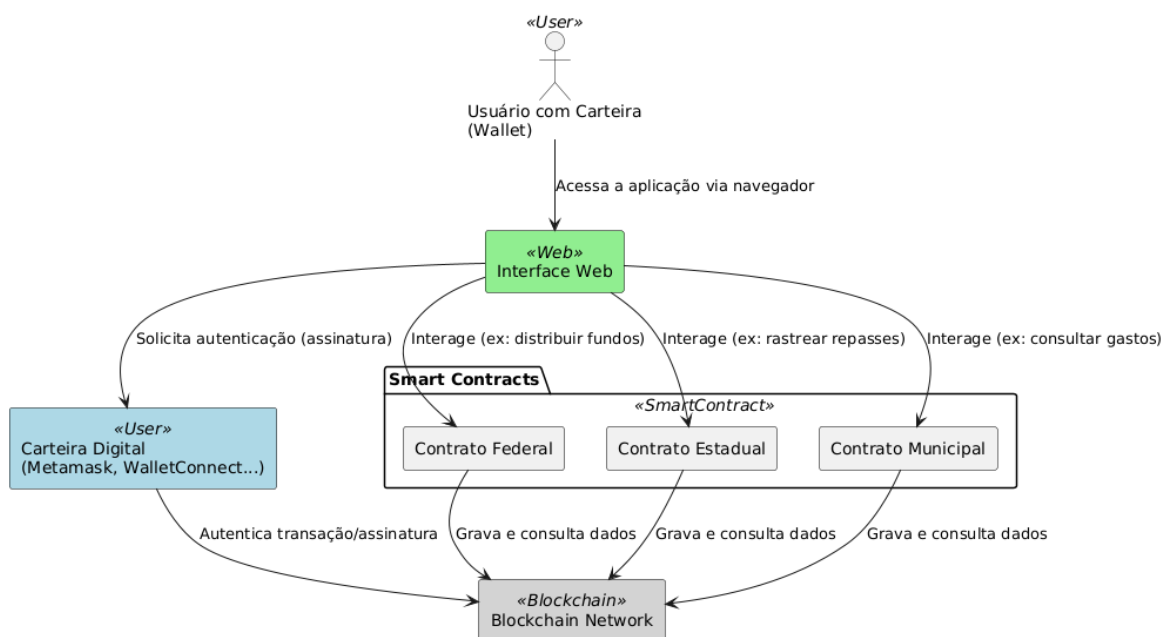 «User»
Usuário com Carteira
(Wallet)
Acessa a aplicação via navegador
«Web»
Interface Web
Solicita autenticação (assinatura)
Interage (ex: distribuir fundos)
Interage (ex: rastrear repasses)
Interage (ex: consultar gastos)
Smart Contracts
«SmartContract»
«User»
Carteira Digital
(Metamask, WalletConnect...)
Contrato Federal
Contrato Estadual
Contrato Municipal
Autentica transação/assinatura
Grava e consulta dados
Grava e consulta dados
Grava e consulta dados
«Blockchain»
Blockchain Network